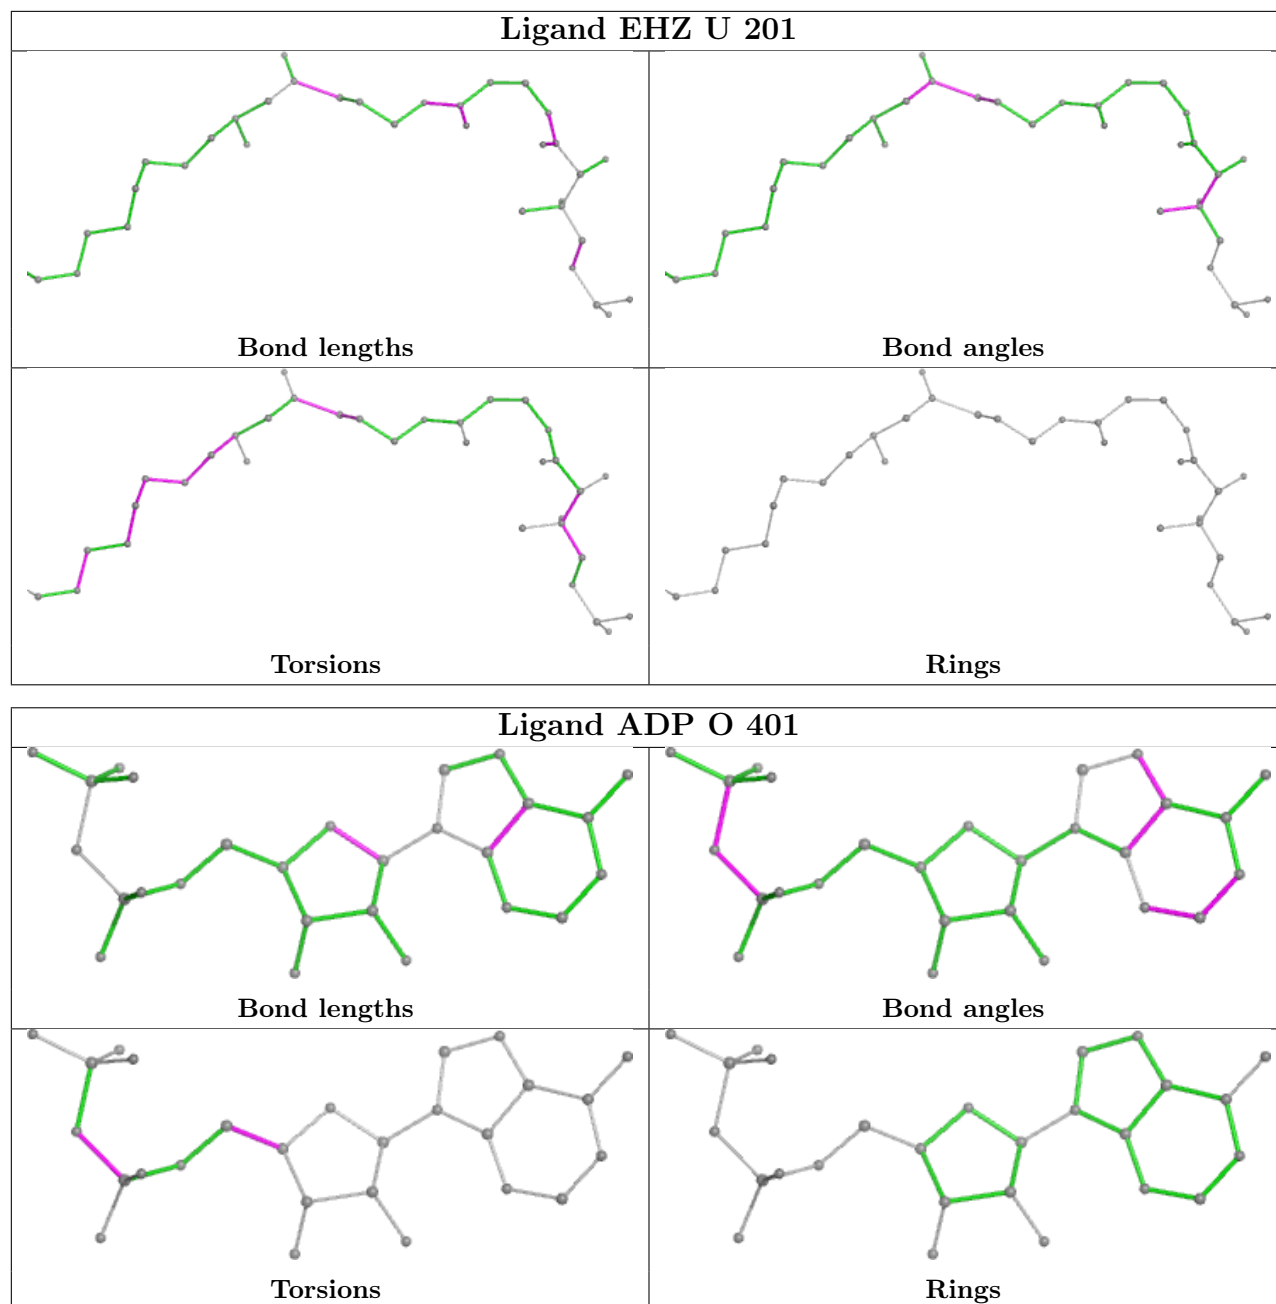 Ligand EHZ U 201
Bond lengths
Bond angles
Torsions
Rings
Ligand ADP O 401
Bond lengths
Bond angles
Torsions
Rings